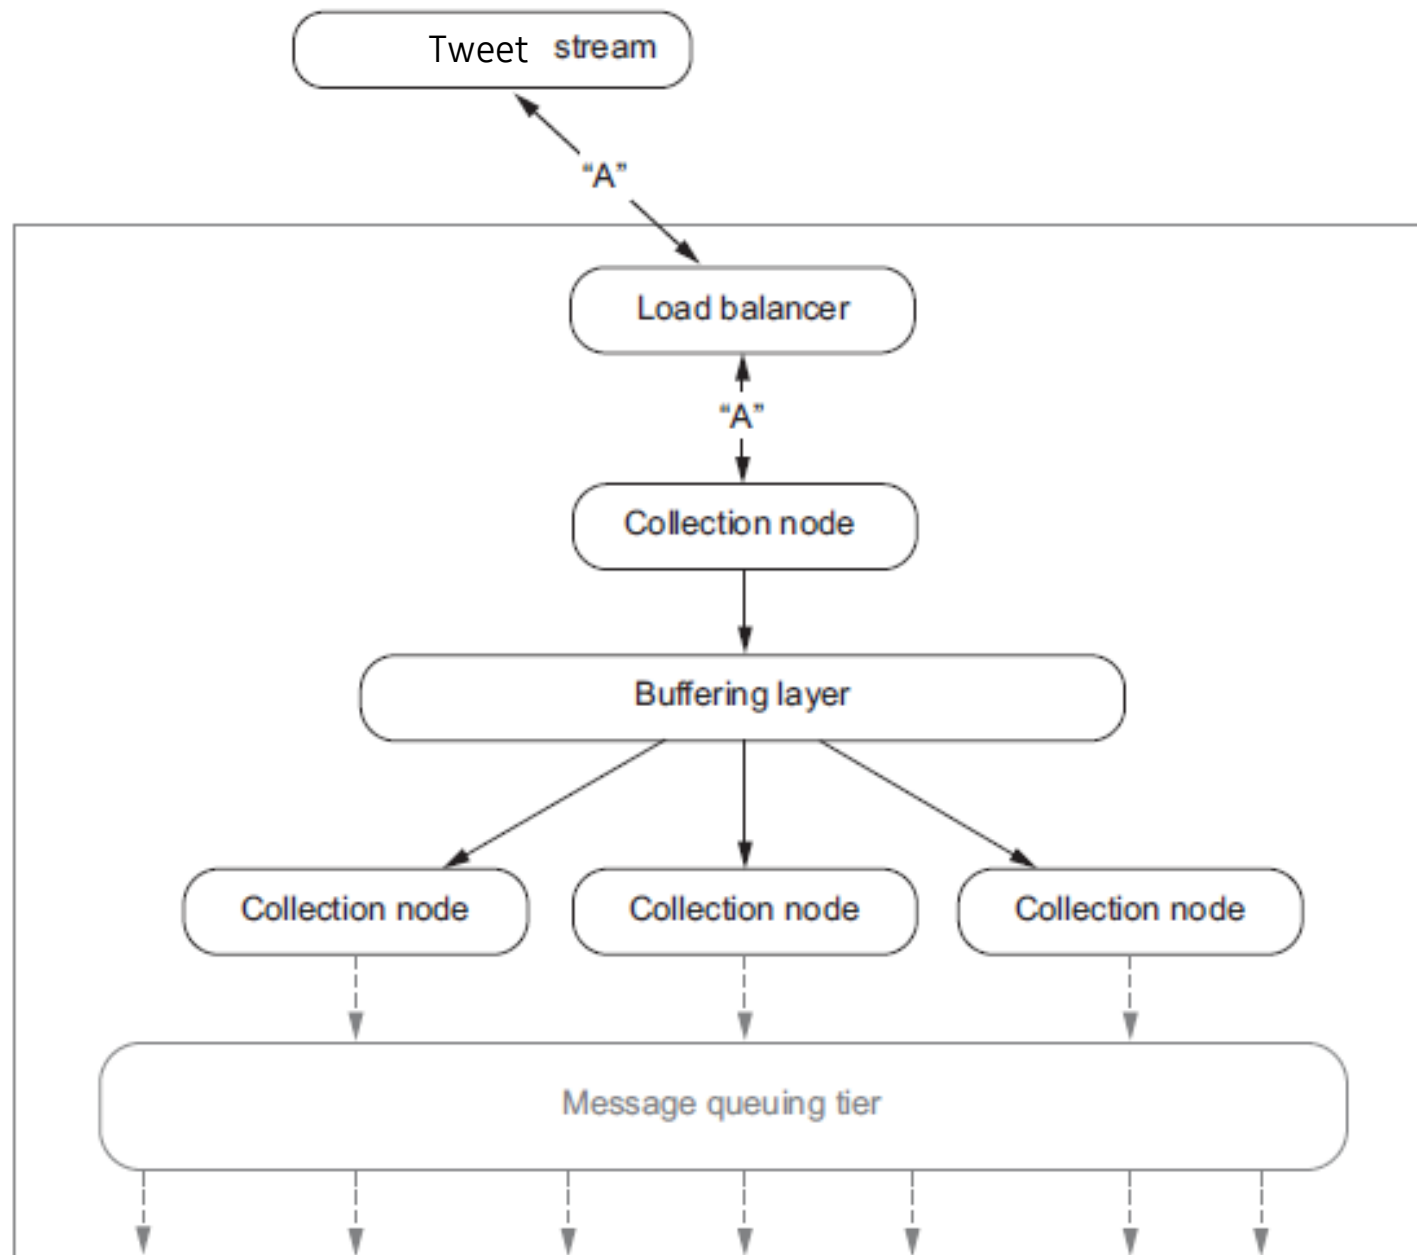 Tweet stream
“A”
Load balancer
“A”
Collection node
Buffering layer
Collection node Collection node Collection node
Message queuing tier